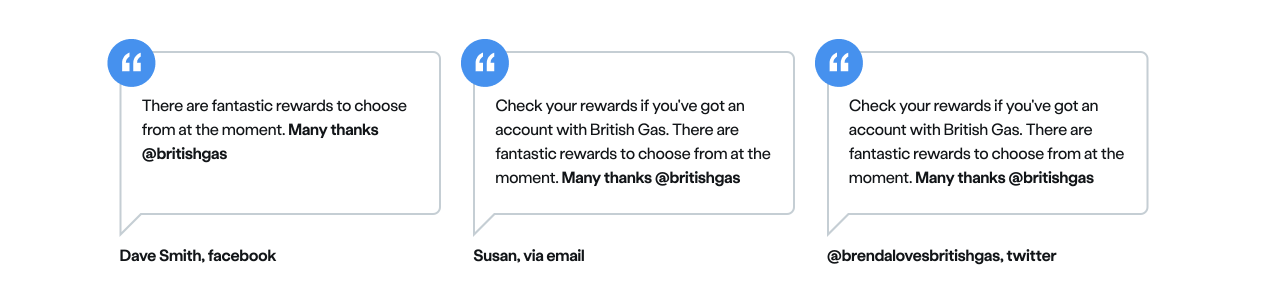 There are fantastic rewards to choose
from at the moment. Many thanks
@britishgas
Dave Smith, facebook
Check your rewards if you've got an
account with British Gas. There are
fantastic rewards to choose from at the
moment. Many thanks @britishgas
Susan, via email
Check your rewards if you've got an
account with British Gas. There are
fantastic rewards to choose from at the
moment. Many thanks @britishgas
@brendalovesbritishgas, twitter